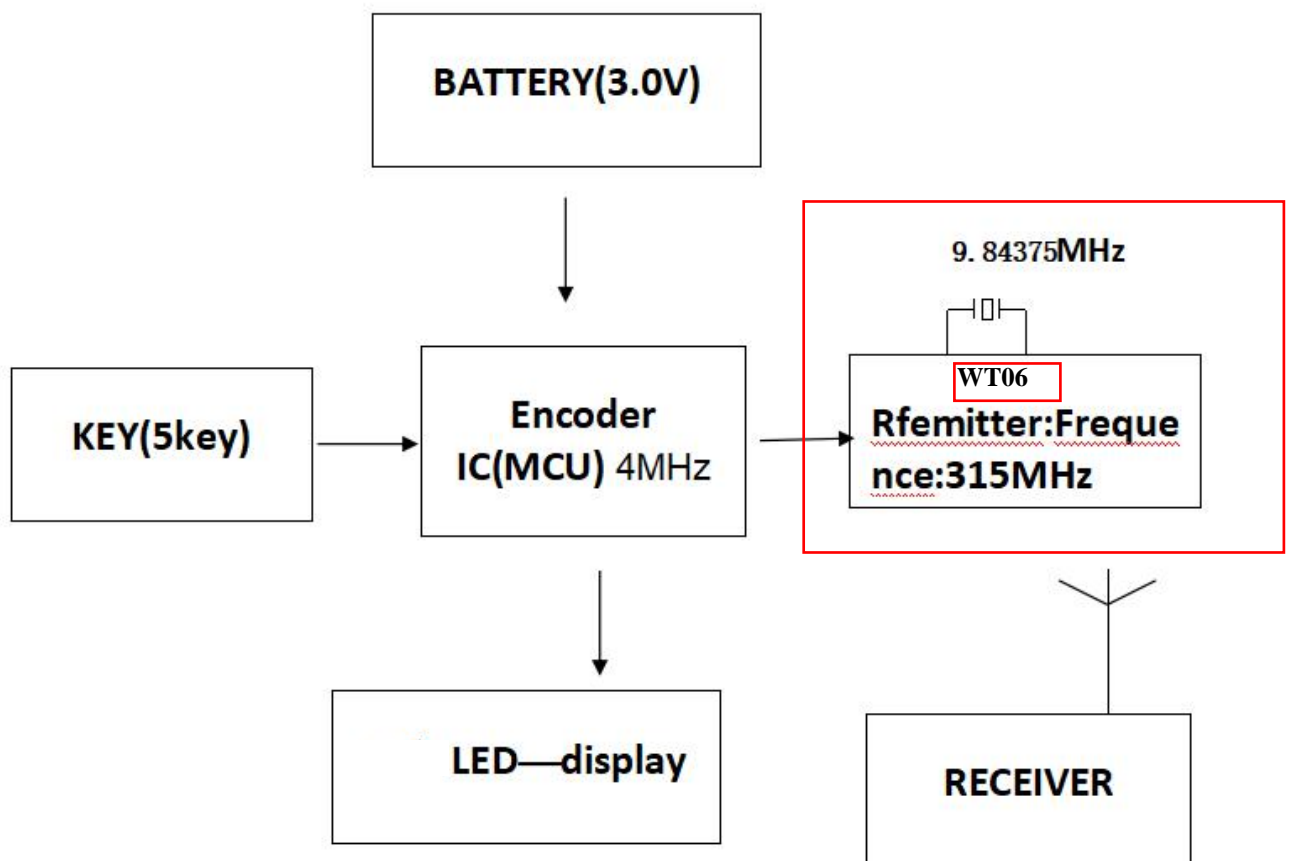 BATTERY(3.0V)
9. 84375MHz
KEY(5key)
Encoder
IC(MCU) 4MHz
WT06
Rfemitter:Freque
nce:315MHz
LED—display
RECEIVER